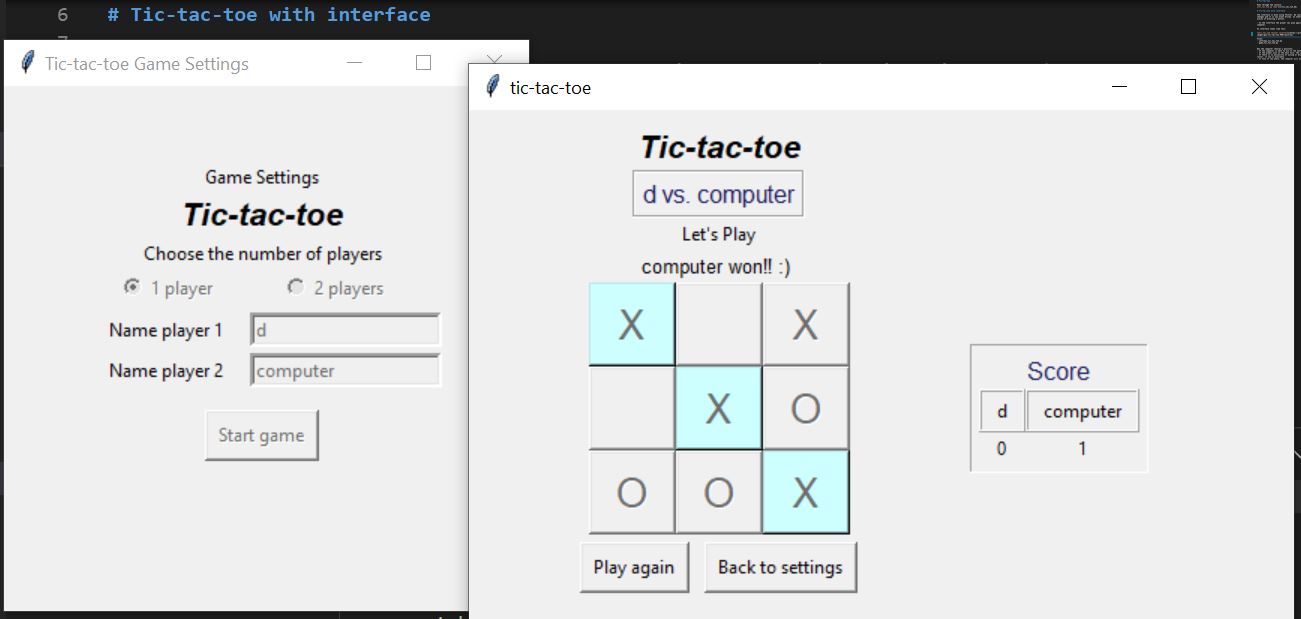 6 # Tic-tac-toe with interface
Tic-tac-toe Game Settings
Game Settings
Tic-tac-toe
Choose the number of players
1 player 2 players
Name player 1 d
Name player 2 computer
Start game
tic-tac-toe
Tic-tac-toe
d vs. computer
Let's Play
computer won!! :)
X X
X O
O O X
Play again Back to settings
Score
d computer
0 1